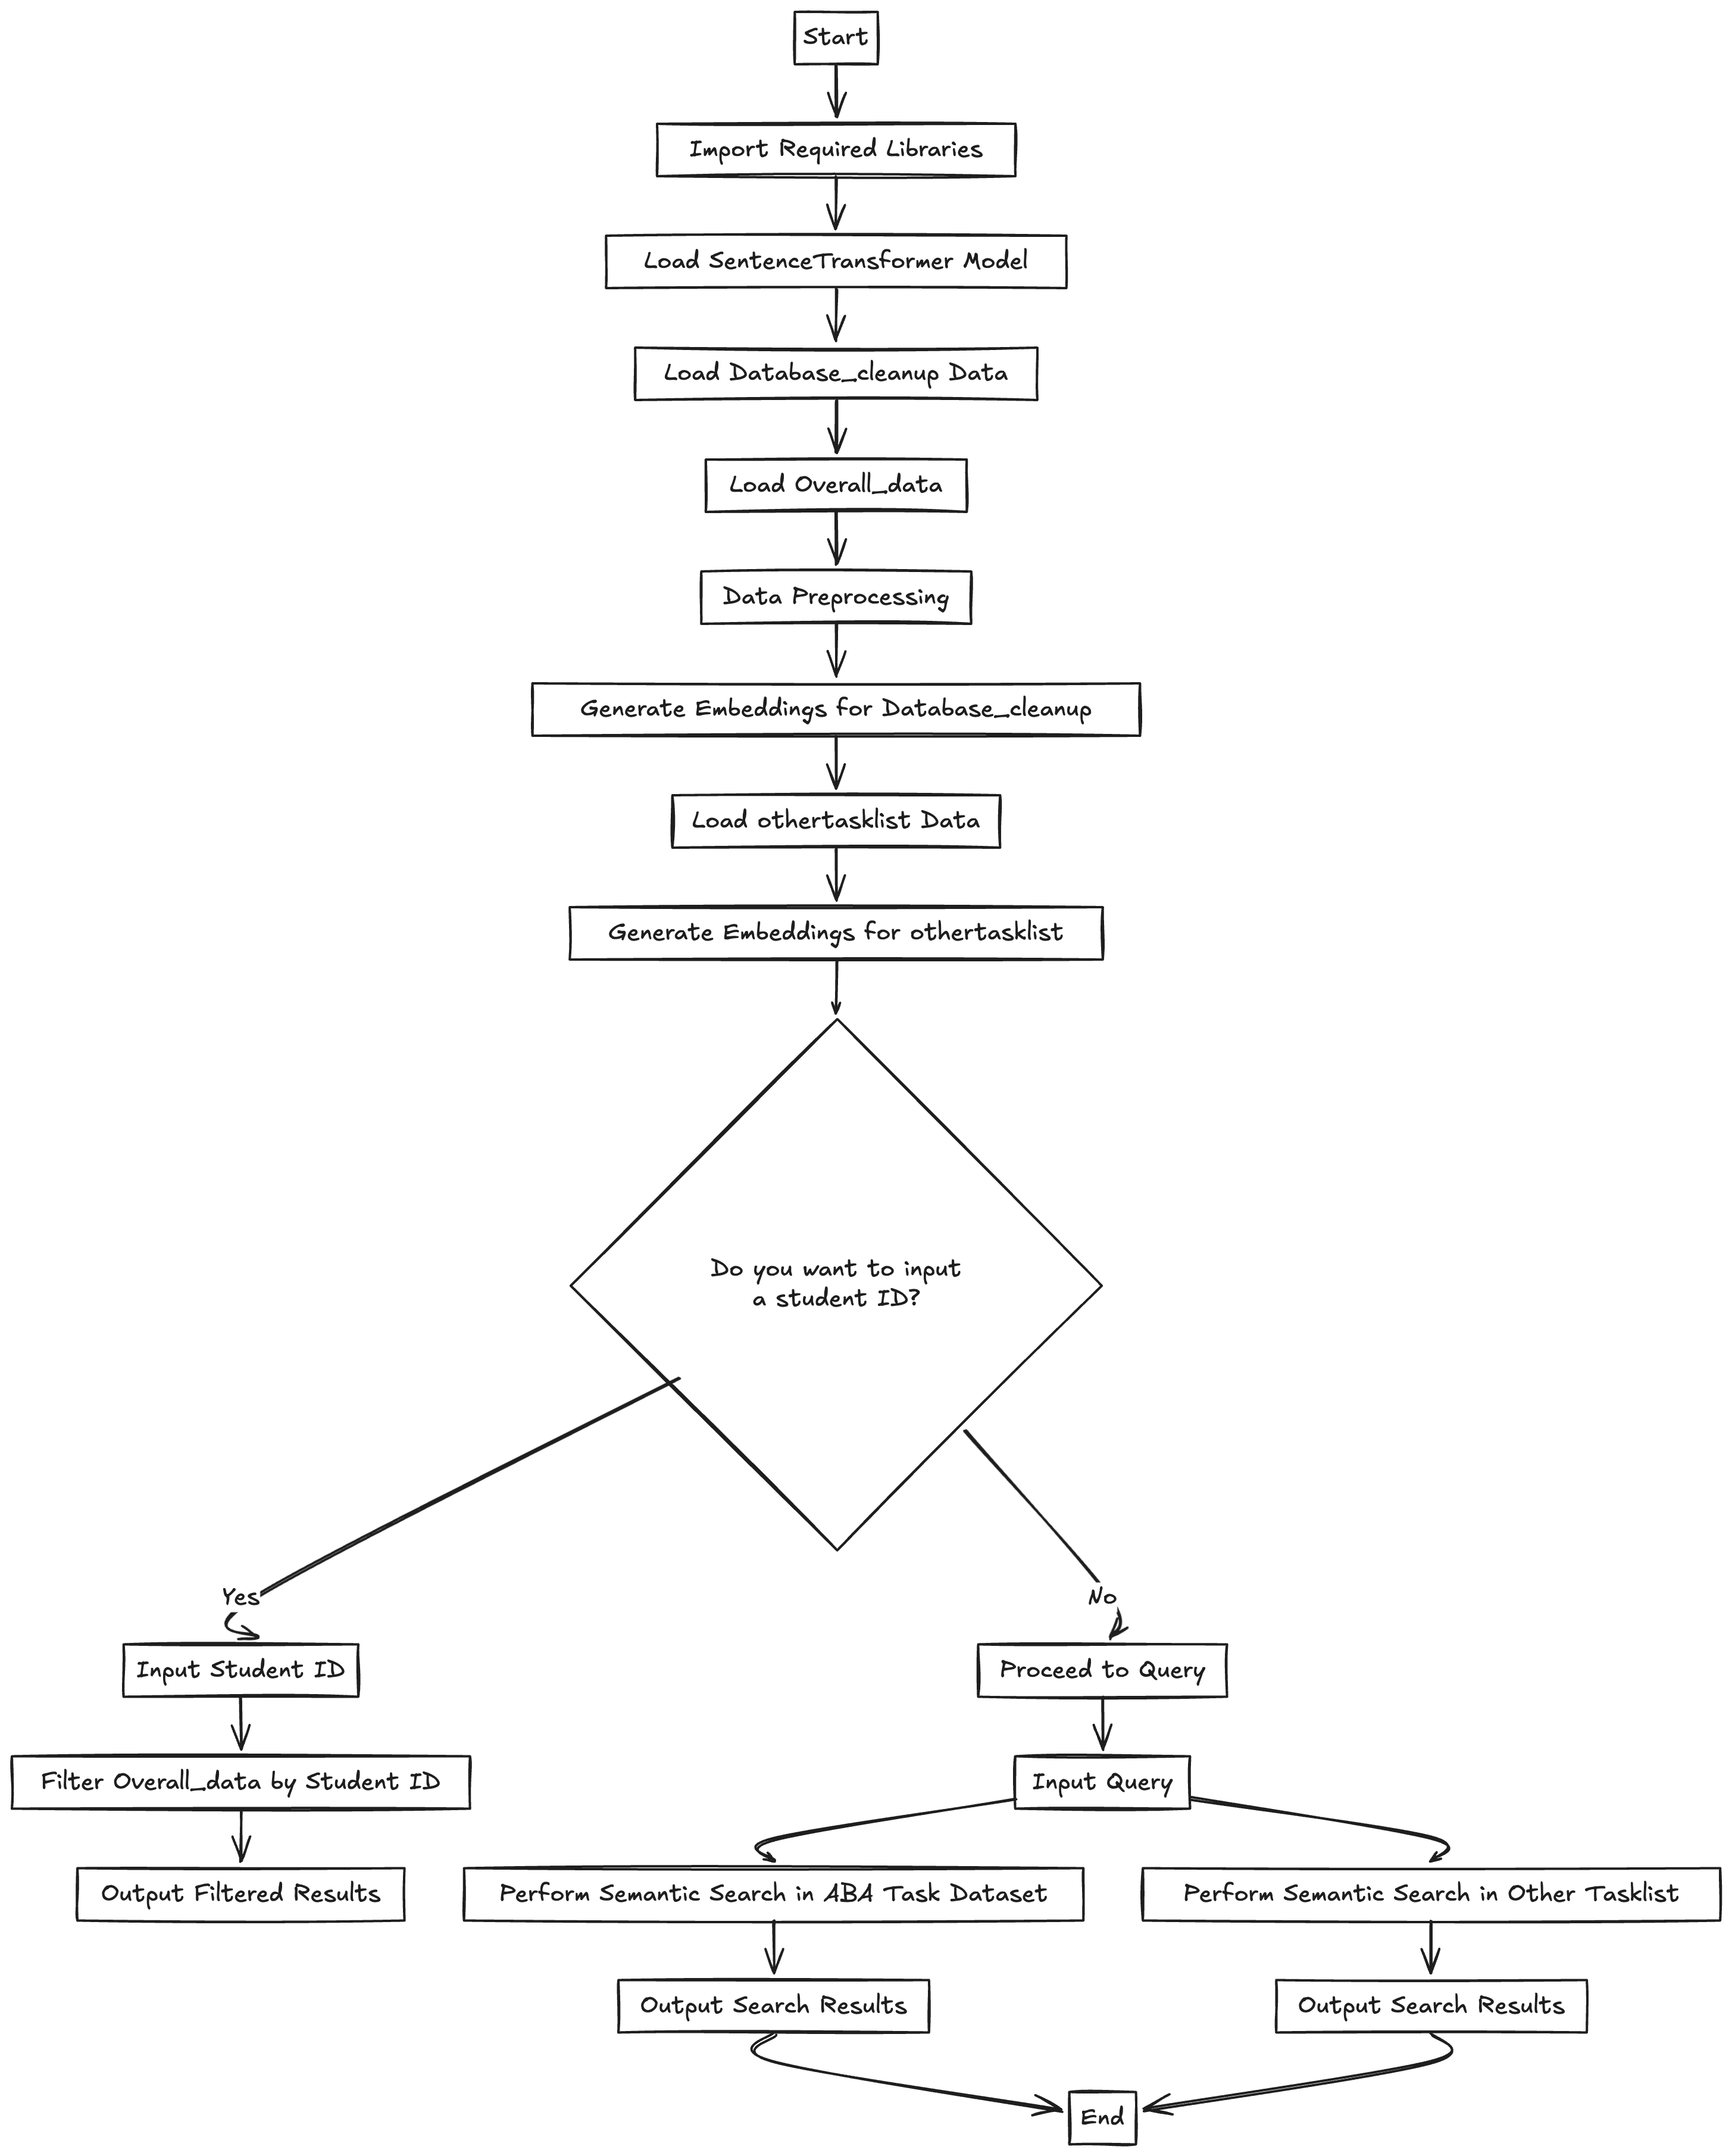 Start
Import Required Libraries
Load SentenceTransformer Model
Load Database_cleanup Data
Load Overall_data
Data Preprocessing
Generate Embeddings for Database_cleanup
Load othertasklist Data
Generate Embeddings for othertasklist
Do you want to input
a student ID?
Yes
No
Input Student ID
Proceed to Query
Filter Overall_data by Student ID
Input Query
Output Filtered Results
Perform Semantic Search in ABA Task Dataset
Perform Semantic Search in Other Tasklist
Output Search Results
Output Search Results
End